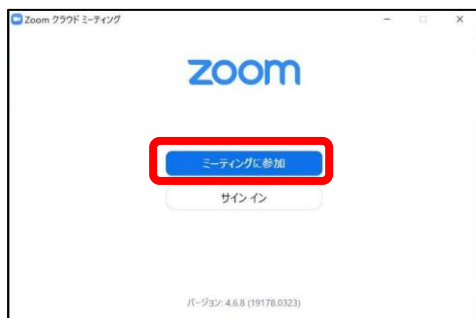 Zoom クラウド ミーティング
zoom
ミーティングに参加
サイン イン
バージョン: 4.6.8 (19178.0323)